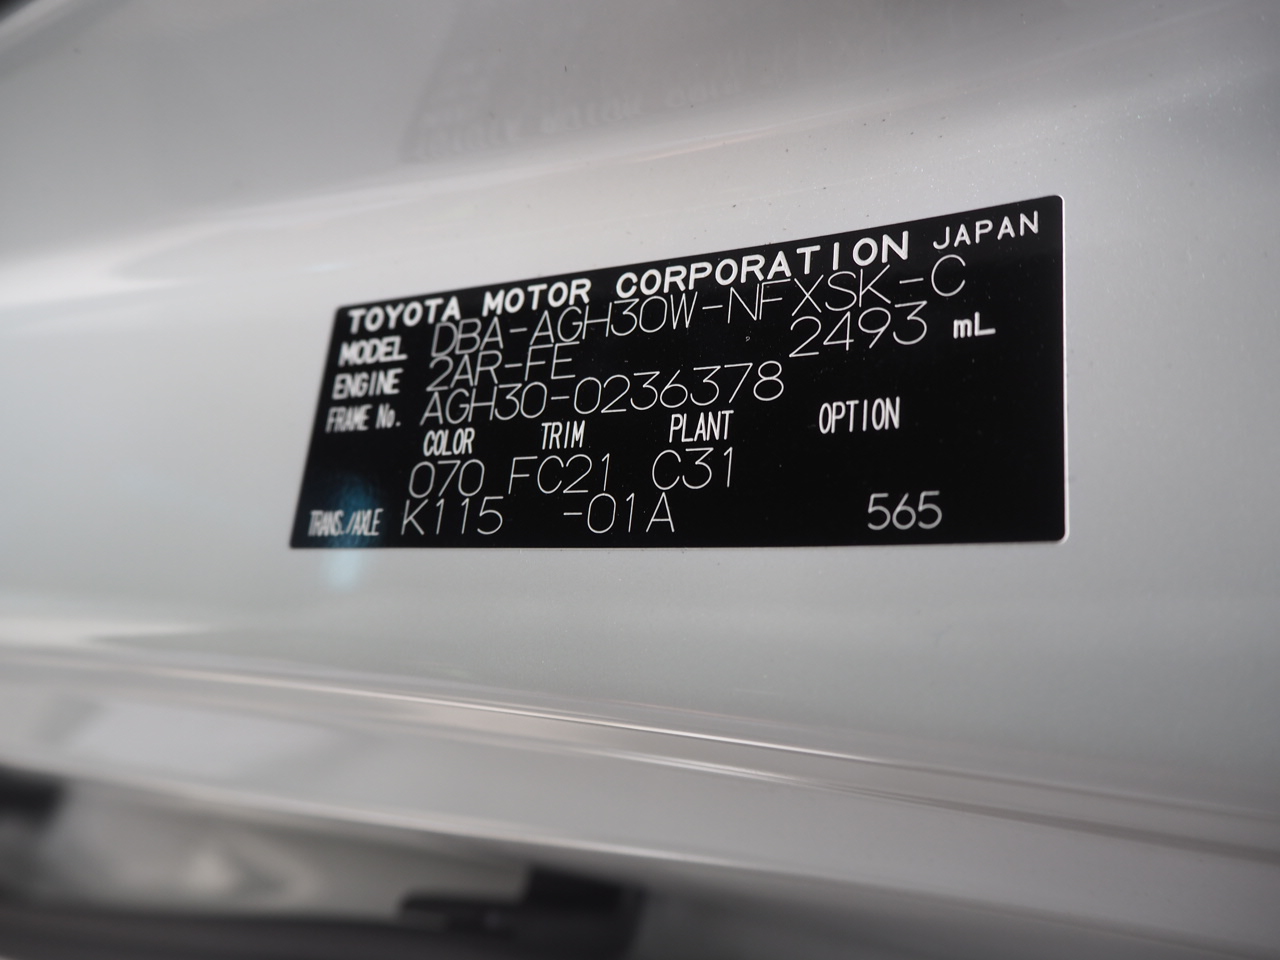 TOYOTA MOTOR CORPORATION JAPAN
MODEL DBA-AGH30W-NFXSK-C
ENGINE 2AR-FE 2493 mL
FRAME No. AGH30-0236378
COLOR TRIM PLANT OPTION
070 FC21 C31
TRANS./AXLE K115 -01A 565